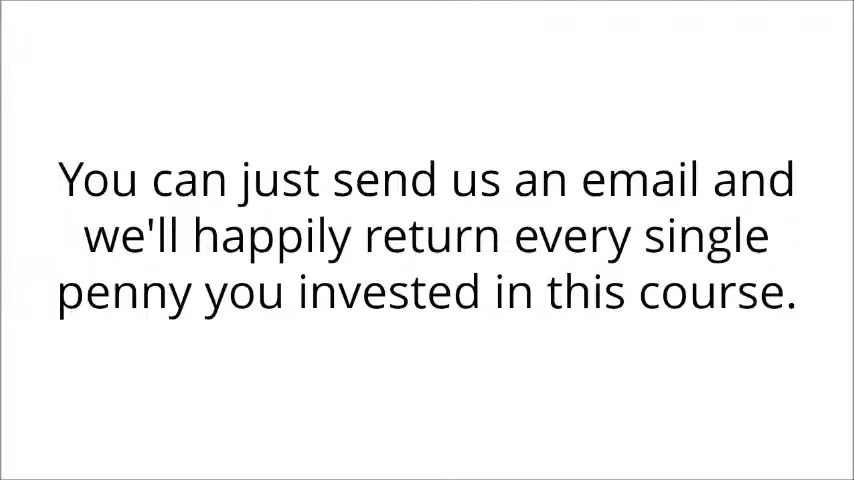 You can just send us an email and
we'll happily return every single
penny you invested in this course.